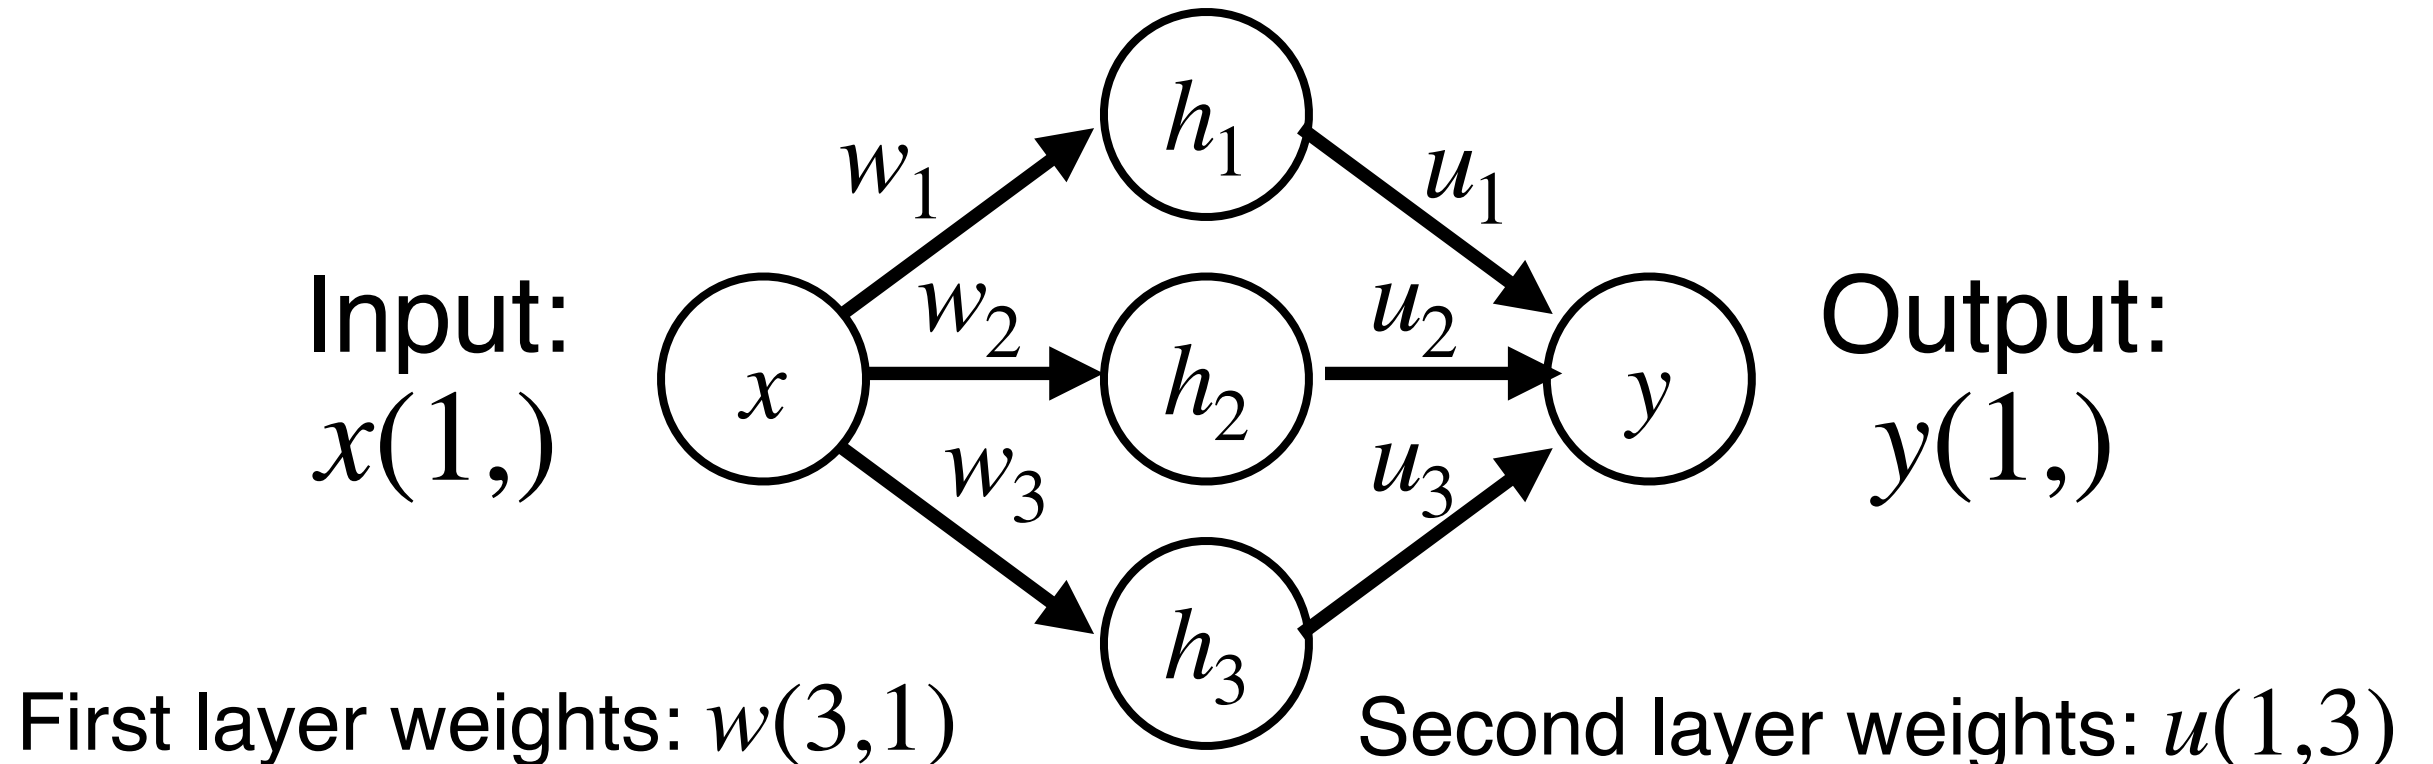 h₁
w₁
u₁
Input:
x(1,)
w₂
u₂
x
h₂
y
Output:
y(1,)
w₃
u₃
h₃
First layer weights: w(3,1)
Second layer weights: u(1,3)